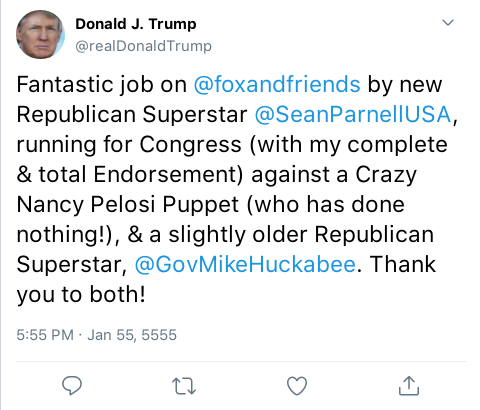 Donald J. Trump
@realDonaldTrump
Fantastic job on @foxandfriends by new
Republican Superstar @SeanParnellUSA,
running for Congress (with my complete
& total Endorsement) against a Crazy
Nancy Pelosi Puppet (who has done
nothing!), & a slightly older Republican
Superstar, @GovMikeHuckabee. Thank
you to both!
5:55 PM · Jan 55, 5555